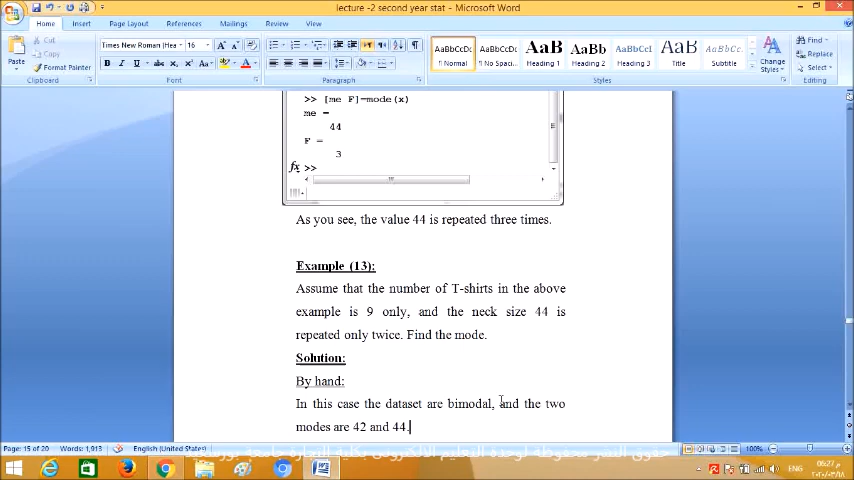 lecture -2 second year stat - Microsoft Word
Home Insert Page Layout References Mailings Review View
Paste
Cut
Copy
Format Painter
Clipboard
Times New Roman (Hea
16
Font
Paragraph
AaBbCcDc AaBbCcDc AaBbC AaBbC AaBbCcl AaBbC AaBbCcL
Normal No Spaci... Heading 1 Heading 2 Heading 3 Title Subtitle
Styles
Change
Styles
Find
Replace
Select
Editing
>> [me F]=mode(x)
me =
44
F =
3
fx >>
As you see, the value 44 is repeated three times.
Example (13):
Assume that the number of T-shirts in the above
example is 9 only, and the neck size 44 is
repeated only twice. Find the mode.
Solution:
By hand:
In this case the dataset are bimodal, and the two
modes are 42 and 44.
Page: 15 of 19 Words: 1,913 English (United States) 100%
ENG